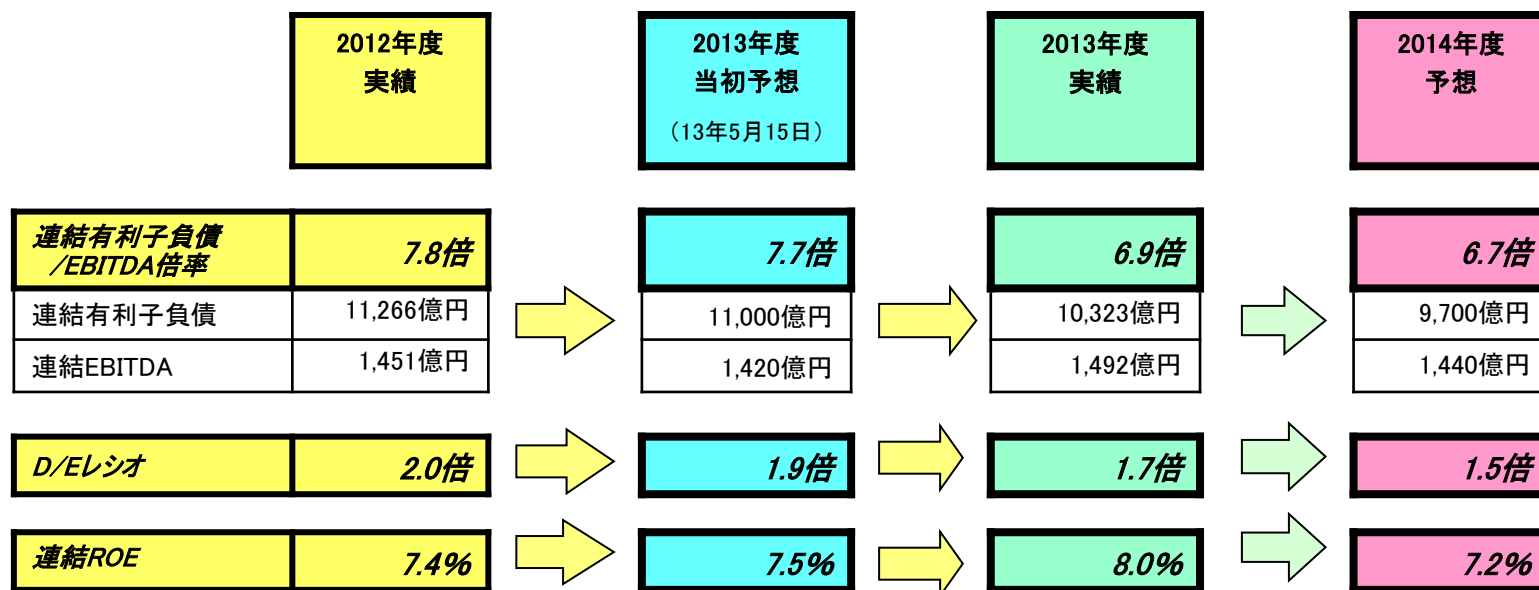 2012年度
実績
2013年度
当初予想
（13年5月15日）
2013年度
実績
2014年度
予想
連結有利子負債
/EBITDA倍率
7.8倍
7.7倍
6.9倍
6.7倍
連結有利子負債
11,266億円
11,000億円
10,323億円
9,700億円
連結EBITDA
1,451億円
1,420億円
1,492億円
1,440億円
D/Eレシオ
2.0倍
1.9倍
1.7倍
1.5倍
連結ROE
7.4%
7.5%
8.0%
7.2%